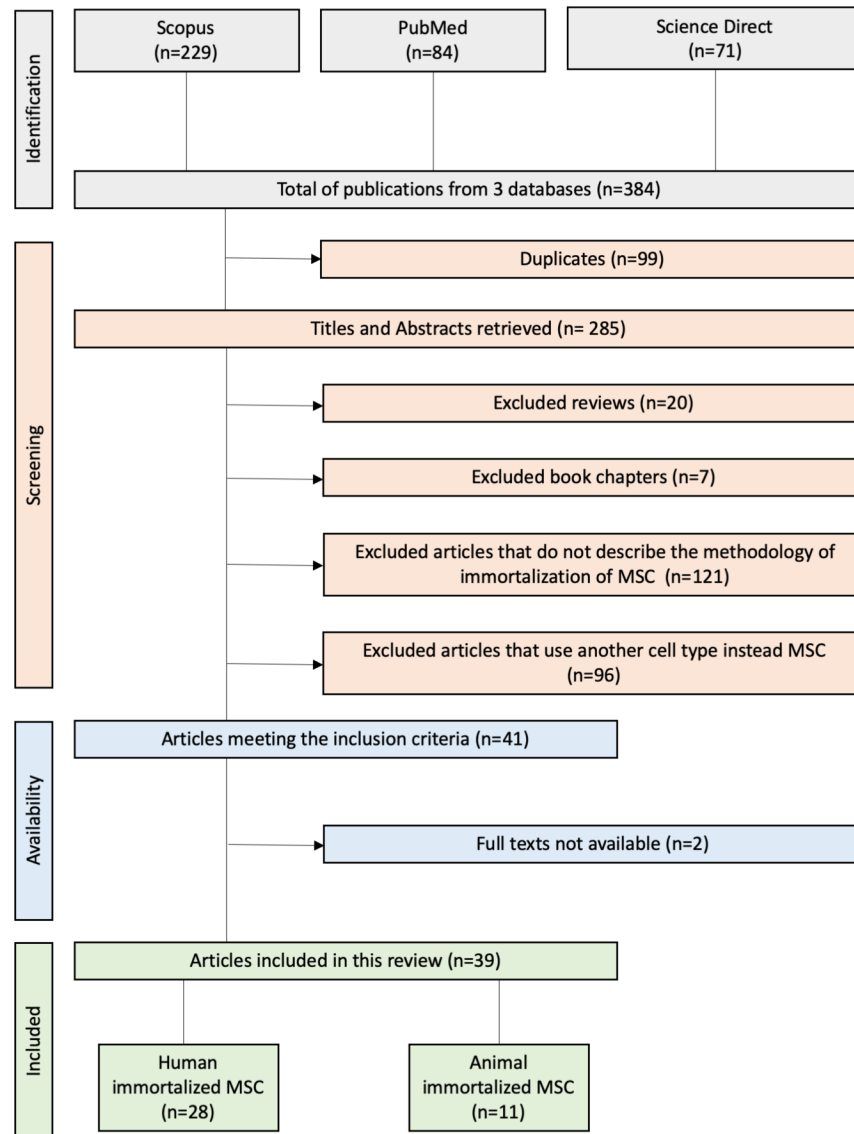 Identification
Scopus
(n=229)
PubMed
(n=84)
Science Direct
(n=71)
Total of publications from 3 databases (n=384)
Screening
Duplicates (n=99)
Titles and Abstracts retrieved (n= 285)
Excluded reviews (n=20)
Excluded book chapters (n=7)
Excluded articles that do not describe the methodology of
immortalization of MSC (n=121)
Excluded articles that use another cell type instead MSC
(n=96)
Availability
Articles meeting the inclusion criteria (n=41)
Full texts not available (n=2)
Included
Articles included in this review (n=39)
Human
immortalized MSC
(n=28)
Animal
immortalized MSC
(n=11)